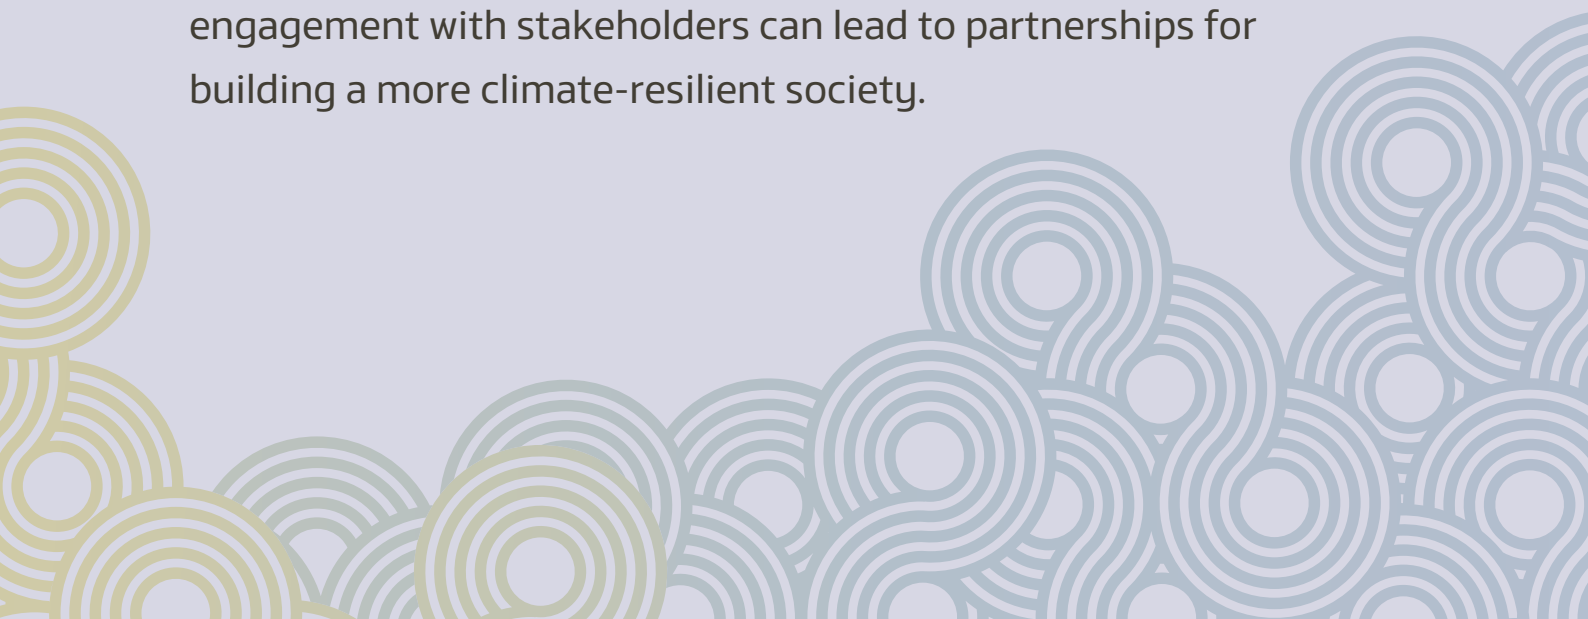 engagement with stakeholders can lead to partnerships for
building a more climate-resilient society.